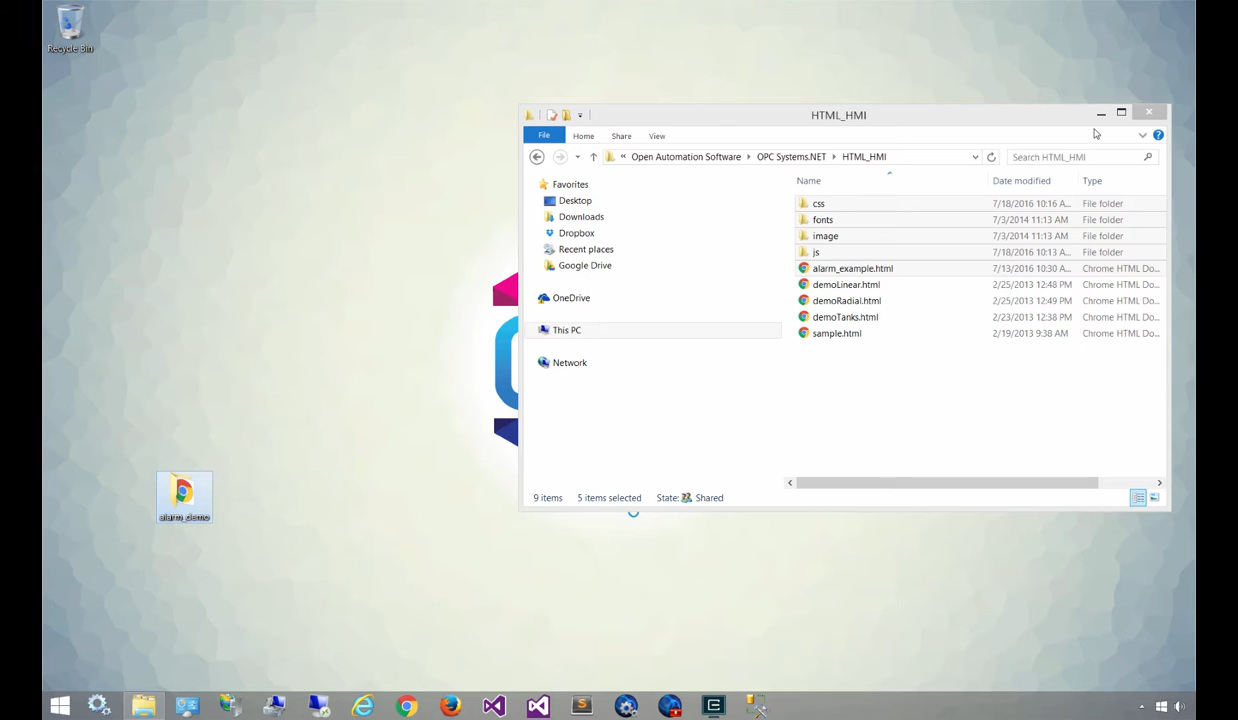 Recycle Bin
HTML_HMI
File Home Share View
« Open Automation Software OPC Systems.NET HTML_HMI
Search HTML_HMI
Favorites
Desktop
Downloads
Dropbox
Recent places
Google Drive
OneDrive
This PC
Network
Name Date modified Type
css 7/18/2016 10:16 A... File folder
fonts 7/3/2014 11:13 AM File folder
image 7/3/2014 11:13 AM File folder
js 7/18/2016 10:13 A... File folder
alarm_example.html 7/13/2016 10:30 A... Chrome HTML Do...
demoLinear.html 2/25/2013 12:48 PM Chrome HTML Do...
demoRadial.html 2/25/2013 12:49 PM Chrome HTML Do...
demoTanks.html 2/23/2013 12:38 PM Chrome HTML Do...
sample.html 2/19/2013 9:38 AM Chrome HTML Do...
9 items 5 items selected State: Shared
alarm_demo